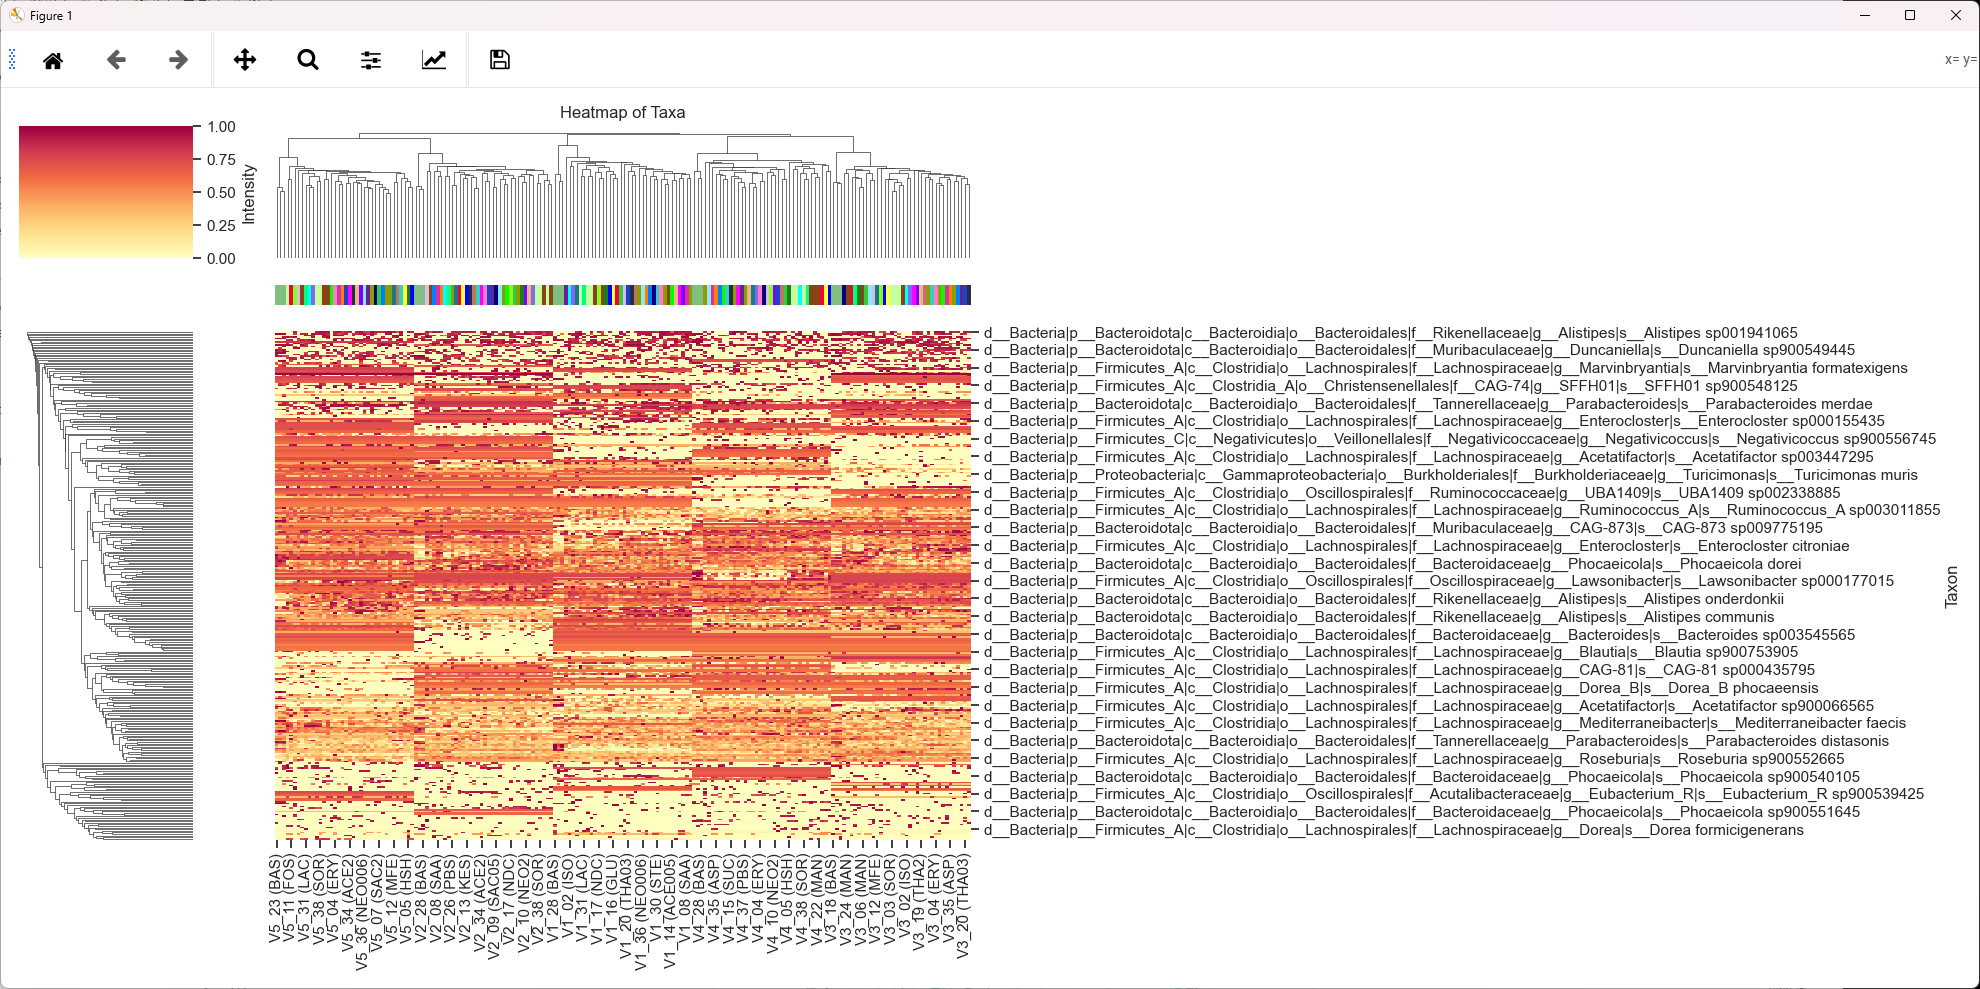 Figure 1
x= y=
Heatmap of Taxa
1.00
0.75
0.50
0.25
0.00
Intensity
d__Bacteria|p__Bacteroidota|c__Bacteroidia|o__Bacteroidales|f__Rikenellaceae|g__Alistipes|s__Alistipes sp001941065
d__Bacteria|p__Bacteroidota|c__Bacteroidia|o__Bacteroidales|f__Muribaculaceae|g__Duncaniella|s__Duncaniella sp900549445
d__Bacteria|p__Firmicutes_A|c__Clostridia|o__Lachnospirales|f__Lachnospiraceae|g__Marvinbryantia|s__Marvinbryantia formatexigens
d__Bacteria|p__Firmicutes_A|c__Clostridia_A|o__Christensenellales|f__CAG-74|g__SFFH01|s__SFFH01 sp900548125
d__Bacteria|p__Bacteroidota|c__Bacteroidia|o__Bacteroidales|f__Tannerellaceae|g__Parabacteroides|s__Parabacteroides merdae
d__Bacteria|p__Firmicutes_A|c__Clostridia|o__Lachnospirales|f__Lachnospiraceae|g__Enterocloster|s__Enterocloster sp000155435
d__Bacteria|p__Firmicutes_C|c__Negativicutes|o__Veillonellales|f__Negativicoccaceae|g__Negativicoccus|s__Negativicoccus sp900556745
d__Bacteria|p__Firmicutes_A|c__Clostridia|o__Lachnospirales|f__Lachnospiraceae|g__Acetatifactor|s__Acetatifactor sp003447295
d__Bacteria|p__Proteobacteria|c__Gammaproteobacteria|o__Burkholderiales|f__Burkholderiaceae|g__Turicimonas|s__Turicimonas muris
d__Bacteria|p__Firmicutes_A|c__Clostridia|o__Oscillospirales|f__Ruminococcaceae|g__UBA1409|s__UBA1409 sp002338885
d__Bacteria|p__Firmicutes_A|c__Clostridia|o__Lachnospirales|f__Lachnospiraceae|g__Ruminococcus_A|s__Ruminococcus_A sp003011855
d__Bacteria|p__Bacteroidota|c__Bacteroidia|o__Bacteroidales|f__Muribaculaceae|g__CAG-873|s__CAG-873 sp009775195
d__Bacteria|p__Firmicutes_A|c__Clostridia|o__Lachnospirales|f__Lachnospiraceae|g__Enterocloster|s__Enterocloster citroniae
d__Bacteria|p__Bacteroidota|c__Bacteroidia|o__Bacteroidales|f__Bacteroidaceae|g__Phocaeicola|s__Phocaeicola dorei
d__Bacteria|p__Firmicutes_A|c__Clostridia|o__Oscillospirales|f__Oscillospiraceae|g__Lawsonibacter|s__Lawsonibacter sp000177015
d__Bacteria|p__Bacteroidota|c__Bacteroidia|o__Bacteroidales|f__Rikenellaceae|g__Alistipes|s__Alistipes onderdonkii
d__Bacteria|p__Bacteroidota|c__Bacteroidia|o__Bacteroidales|f__Rikenellaceae|g__Alistipes|s__Alistipes communis
d__Bacteria|p__Bacteroidota|c__Bacteroidia|o__Bacteroidales|f__Bacteroidaceae|g__Bacteroides|s__Bacteroides sp003545565
d__Bacteria|p__Firmicutes_A|c__Clostridia|o__Lachnospirales|f__Lachnospiraceae|g__Blautia|s__Blautia sp900753905
d__Bacteria|p__Firmicutes_A|c__Clostridia|o__Lachnospirales|f__Lachnospiraceae|g__CAG-81|s__CAG-81 sp000435795
d__Bacteria|p__Firmicutes_A|c__Clostridia|o__Lachnospirales|f__Lachnospiraceae|g__Dorea_B|s__Dorea_B phocaeensis
d__Bacteria|p__Firmicutes_A|c__Clostridia|o__Lachnospirales|f__Lachnospiraceae|g__Acetatifactor|s__Acetatifactor sp900066565
d__Bacteria|p__Firmicutes_A|c__Clostridia|o__Lachnospirales|f__Lachnospiraceae|g__Mediterraneibacter|s__Mediterraneibacter faecis
d__Bacteria|p__Bacteroidota|c__Bacteroidia|o__Bacteroidales|f__Tannerellaceae|g__Parabacteroides|s__Parabacteroides distasonis
d__Bacteria|p__Firmicutes_A|c__Clostridia|o__Lachnospirales|f__Lachnospiraceae|g__Roseburia|s__Roseburia sp900552665
d__Bacteria|p__Bacteroidota|c__Bacteroidia|o__Bacteroidales|f__Bacteroidaceae|g__Phocaeicola|s__Phocaeicola sp900540105
d__Bacteria|p__Firmicutes_A|c__Clostridia|o__Oscillospirales|f__Acutalibacteraceae|g__Eubacterium_R|s__Eubacterium_R sp900539425
d__Bacteria|p__Bacteroidota|c__Bacteroidia|o__Bacteroidales|f__Bacteroidaceae|g__Phocaeicola|s__Phocaeicola sp900551645
d__Bacteria|p__Firmicutes_A|c__Clostridia|o__Lachnospirales|f__Lachnospiraceae|g__Dorea|s__Dorea formicigenerans
Taxon
V5_23 (BAS)
V5_11 (FOS)
V5_31 (LAC)
V5_38 (SOR)
V5_04 (ERY)
V5_34 (ACE2)
V5_36 (NEO006)
V5_07 (SAC2)
V5_12 (MFE)
V5_05 (HSH)
V2_28 (BAS)
V2_08 (SAA)
V2_26 (PBS)
V2_13 (KES)
V2_34 (ACE2)
V2_09 (SAC05)
V2_17 (NDC)
V2_10 (NEO2)
V2_38 (SOR)
V1_28 (BAS)
V1_02 (ISO)
V1_31 (LAC)
V1_17 (NDC)
V1_16 (GLU)
V1_20 (THA03)
V1_36 (NEO006)
V1_30 (STE)
V1_14 (ACE005)
V1_08 (SAA)
V4_28 (BAS)
V4_35 (ASP)
V4_15 (SUC)
V4_37 (PBS)
V4_04 (ERY)
V4_10 (NEO2)
V4_05 (HSH)
V4_38 (SOR)
V4_22 (MAN)
V3_18 (BAS)
V3_24 (MAN)
V3_06 (MAN)
V3_12 (MFE)
V3_03 (SOR)
V3_02 (ISO)
V3_19 (THA2)
V3_04 (ERY)
V3_35 (ASP)
V3_20 (THA03)